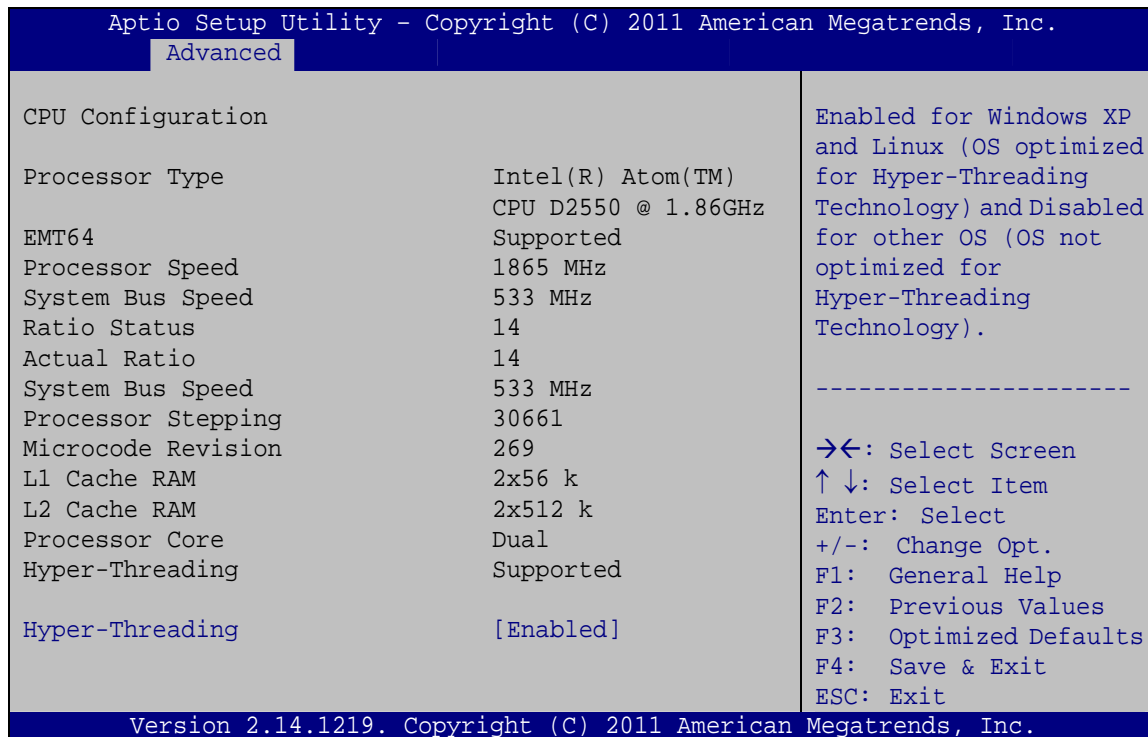 Aptio Setup Utility – Copyright (C) 2011 American Megatrends, Inc.
Advanced
CPU Configuration
Processor Type Intel(R) Atom(TM)
CPU D2550 @ 1.86GHz
EMT64 Supported
Processor Speed 1865 MHz
System Bus Speed 533 MHz
Ratio Status 14
Actual Ratio 14
System Bus Speed 533 MHz
Processor Stepping 30661
Microcode Revision 269
L1 Cache RAM 2x56 k
L2 Cache RAM 2x512 k
Processor Core Dual
Hyper-Threading Supported
Hyper-Threading [Enabled]
Enabled for Windows XP
and Linux (OS optimized
for Hyper-Threading
Technology) and Disabled
for other OS (OS not
optimized for
Hyper-Threading
Technology).
----------------------
→←: Select Screen
↑ ↓: Select Item
Enter: Select
+/-: Change Opt.
F1: General Help
F2: Previous Values
F3: Optimized Defaults
F4: Save & Exit
ESC: Exit
Version 2.14.1219. Copyright (C) 2011 American Megatrends, Inc.